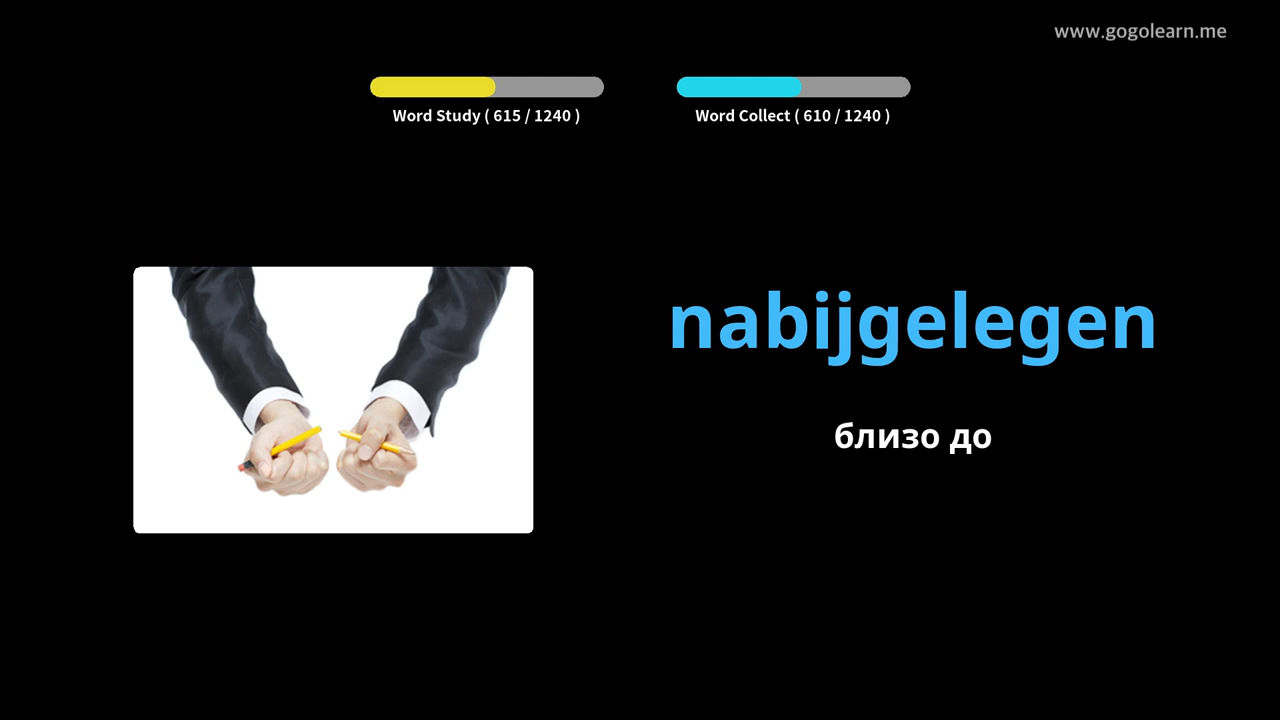 www.gogolearn.me
Word Study ( 615 / 1240 )
Word Collect ( 610 / 1240 )
nabijgelegen
близо до